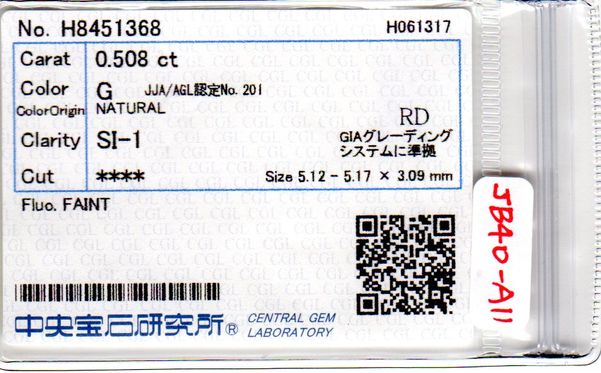 No. H8451368 H061317
Carat 0.508 ct
Color G JJA/AGL認定No. 201
ColorOrigin NATURAL
RD
Clarity SI-1 GIAグレーディング
システムに準拠
Cut **** Size 5.12 - 5.17 × 3.09 mm
Fluo. FAINT
JB40-A11
中央宝石研究所® CENTRAL GEM
LABORATORY